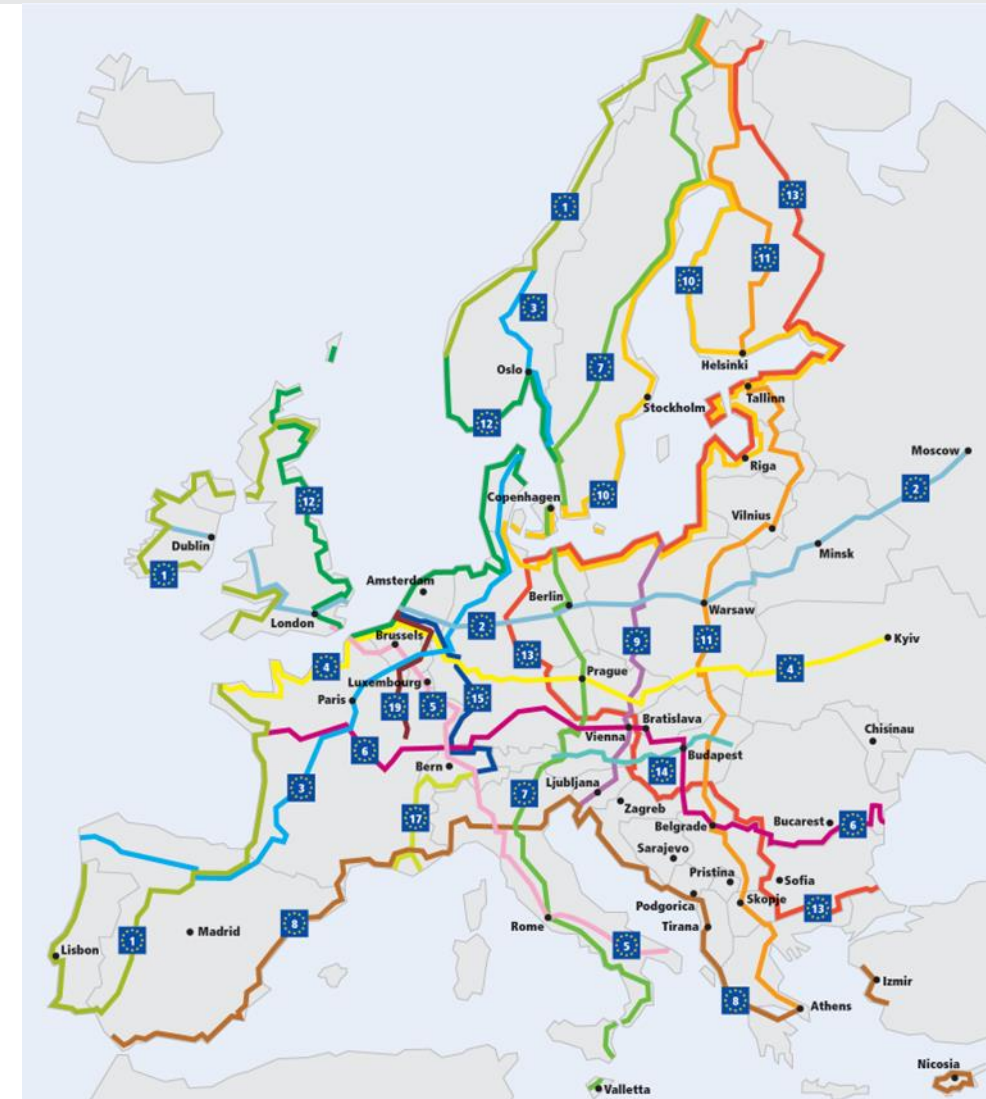 13
1
11
10
3
Helsinki
7
Oslo
Tallinn
Stockholm
12
Moscow
Riga
2
10
Copenhagen
12
Vilnius
Dublin
Minsk
1
Amsterdam
Berlin
Warsaw
London
2
Brussels
9
11
Kyiv
13
4
4
Prague
Luxembourg
Paris
15
5
19
Bratislava
Chisinau
Vienna
6
Budapest
Bern
14
3
Ljubljana
7
Zagreb
17
Bucarest
6
Belgrade
Sarajevo
Pristina
Sofia
Podgorica
Skopje
13
8
Rome
Tirana
Madrid
1
5
Lisbon
Izmir
8
Athens
Nicosia
Valletta